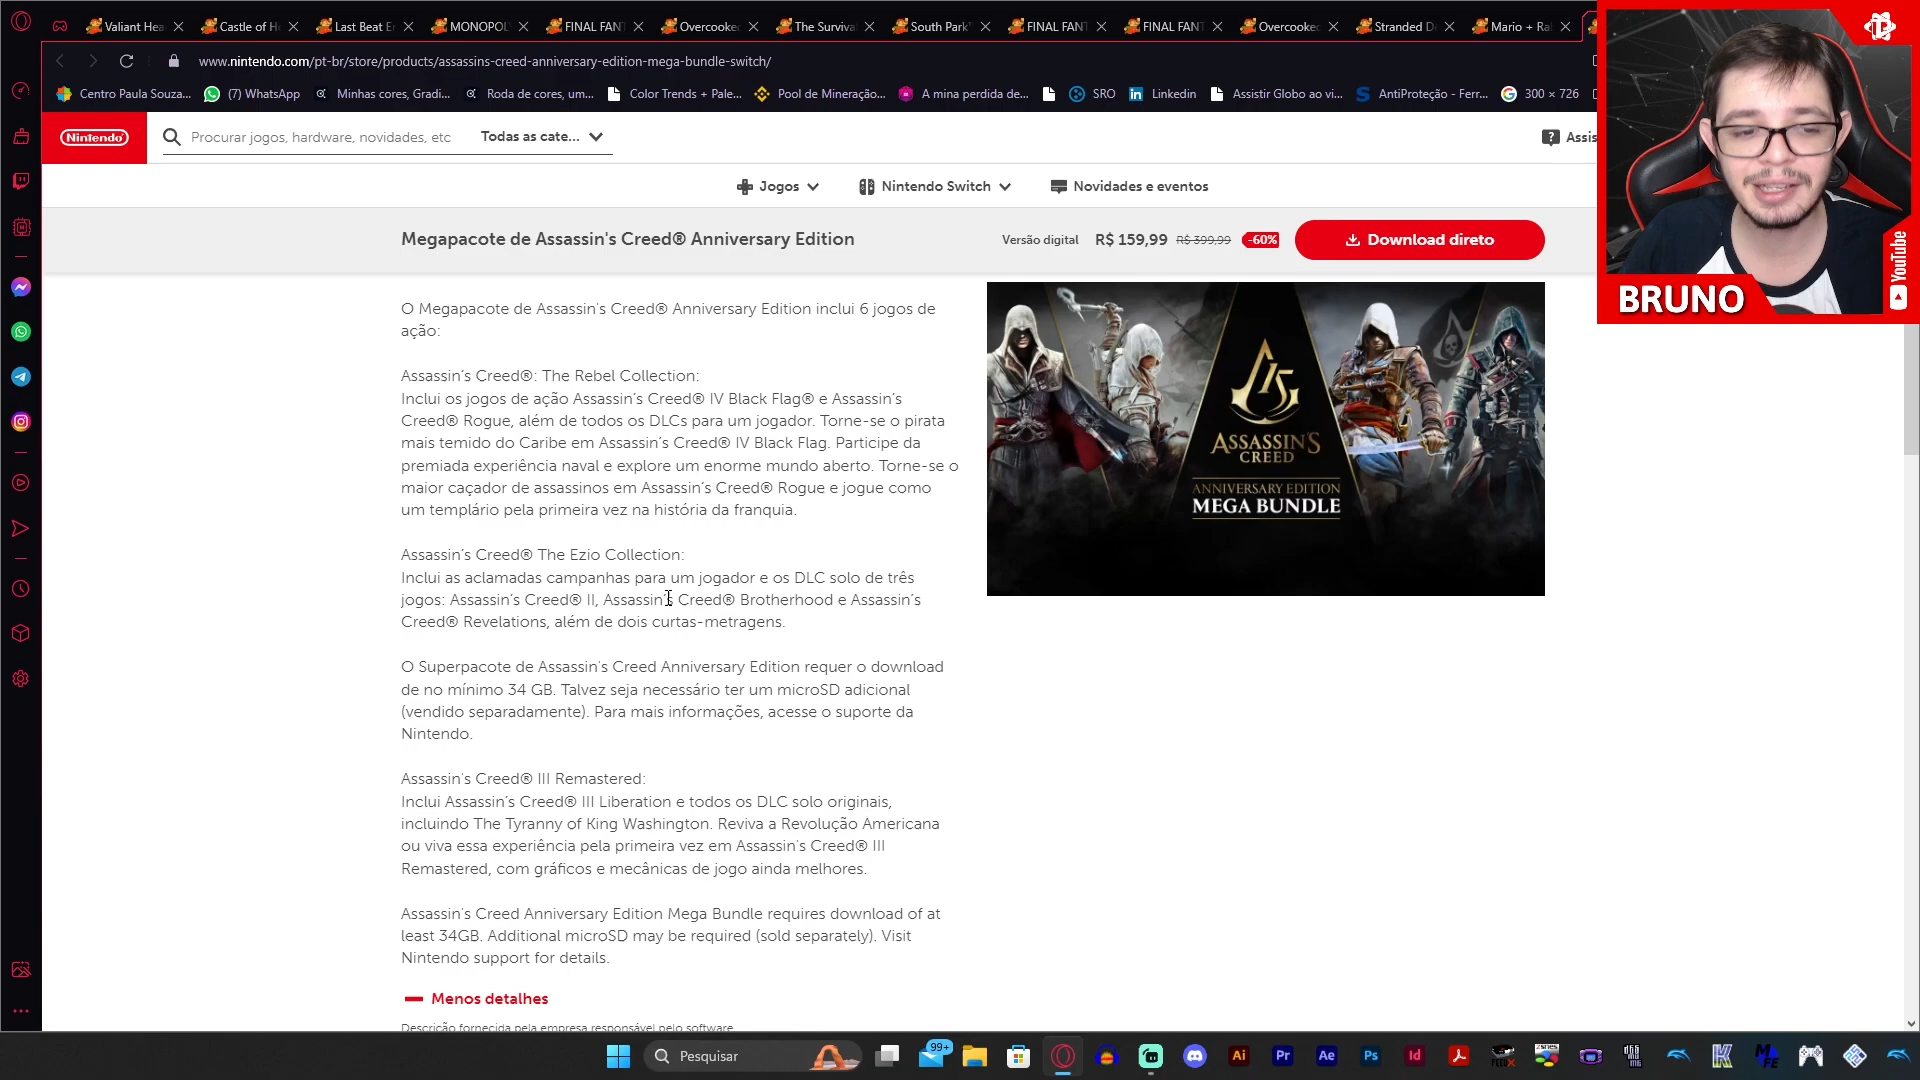 Valiant Hea
Castle of He
Last Beat En
MONOPOLY
FINAL FANT
Overcooked
The Survival
South Park™
FINAL FANT
FINAL FANT
Overcooked
Stranded De
Mario + Rab
www.nintendo.com/pt-br/store/products/assassins-creed-anniversary-edition-mega-bundle-switch/
Centro Paula Souza...
(7) WhatsApp
Minhas cores, Gradi...
Roda de cores, um...
Color Trends + Pale...
Pool de Mineração...
A mina perdida de...
SRO
Linkedin
Assistir Globo ao vi...
AntiProteção - Ferr...
300 × 726
Nintendo
Procurar jogos, hardware, novidades, etc
Todas as cate...
Assis
Jogos
Nintendo Switch
Novidades e eventos
YouTube
BRUNO
Megapacote de Assassin's Creed® Anniversary Edition
Versão digital R$ 159,99 R$ 399,99 -60%
Download direto
O Megapacote de Assassin's Creed® Anniversary Edition inclui 6 jogos de
ação:
Assassin's Creed®: The Rebel Collection:
Inclui os jogos de ação Assassin's Creed® IV Black Flag® e Assassin's
Creed® Rogue, além de todos os DLCs para um jogador. Torne-se o pirata
mais temido do Caribe em Assassin's Creed® IV Black Flag. Participe da
premiada experiência naval e explore um enorme mundo aberto. Torne-se o
maior caçador de assassinos em Assassin's Creed® Rogue e jogue como
um templário pela primeira vez na história da franquia.
Assassin's Creed® The Ezio Collection:
Inclui as aclamadas campanhas para um jogador e os DLC solo de três
jogos: Assassin's Creed® II, Assassin's Creed® Brotherhood e Assassin's
Creed® Revelations, além de dois curtas-metragens.
O Superpacote de Assassin's Creed Anniversary Edition requer o download
de no mínimo 34 GB. Talvez seja necessário ter um microSD adicional
(vendido separadamente). Para mais informações, acesse o suporte da
Nintendo.
Assassin's Creed® III Remastered:
Inclui Assassin's Creed® III Liberation e todos os DLC solo originais,
incluindo The Tyranny of King Washington. Reviva a Revolução Americana
ou viva essa experiência pela primeira vez em Assassin's Creed® III
Remastered, com gráficos e mecânicas de jogo ainda melhores.
Assassin's Creed Anniversary Edition Mega Bundle requires download of at
least 34GB. Additional microSD may be required (sold separately). Visit
Nintendo support for details.
Menos detalhes
Descrição fornecida pela empresa responsável pelo software
15
ASSASSIN'S
CREED
ANNIVERSARY EDITION
MEGA BUNDLE
Pesquisar
99+
Ai
Pr
Ae
Ps
Id